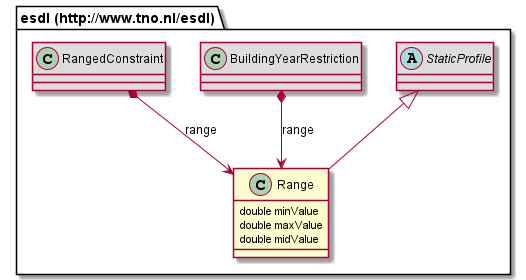 esdl (http://www.tno.nl/esdl)
C RangedConstraint
C BuildingYearRestriction
A StaticProfile
range
range
C Range
double minValue
double maxValue
double midValue